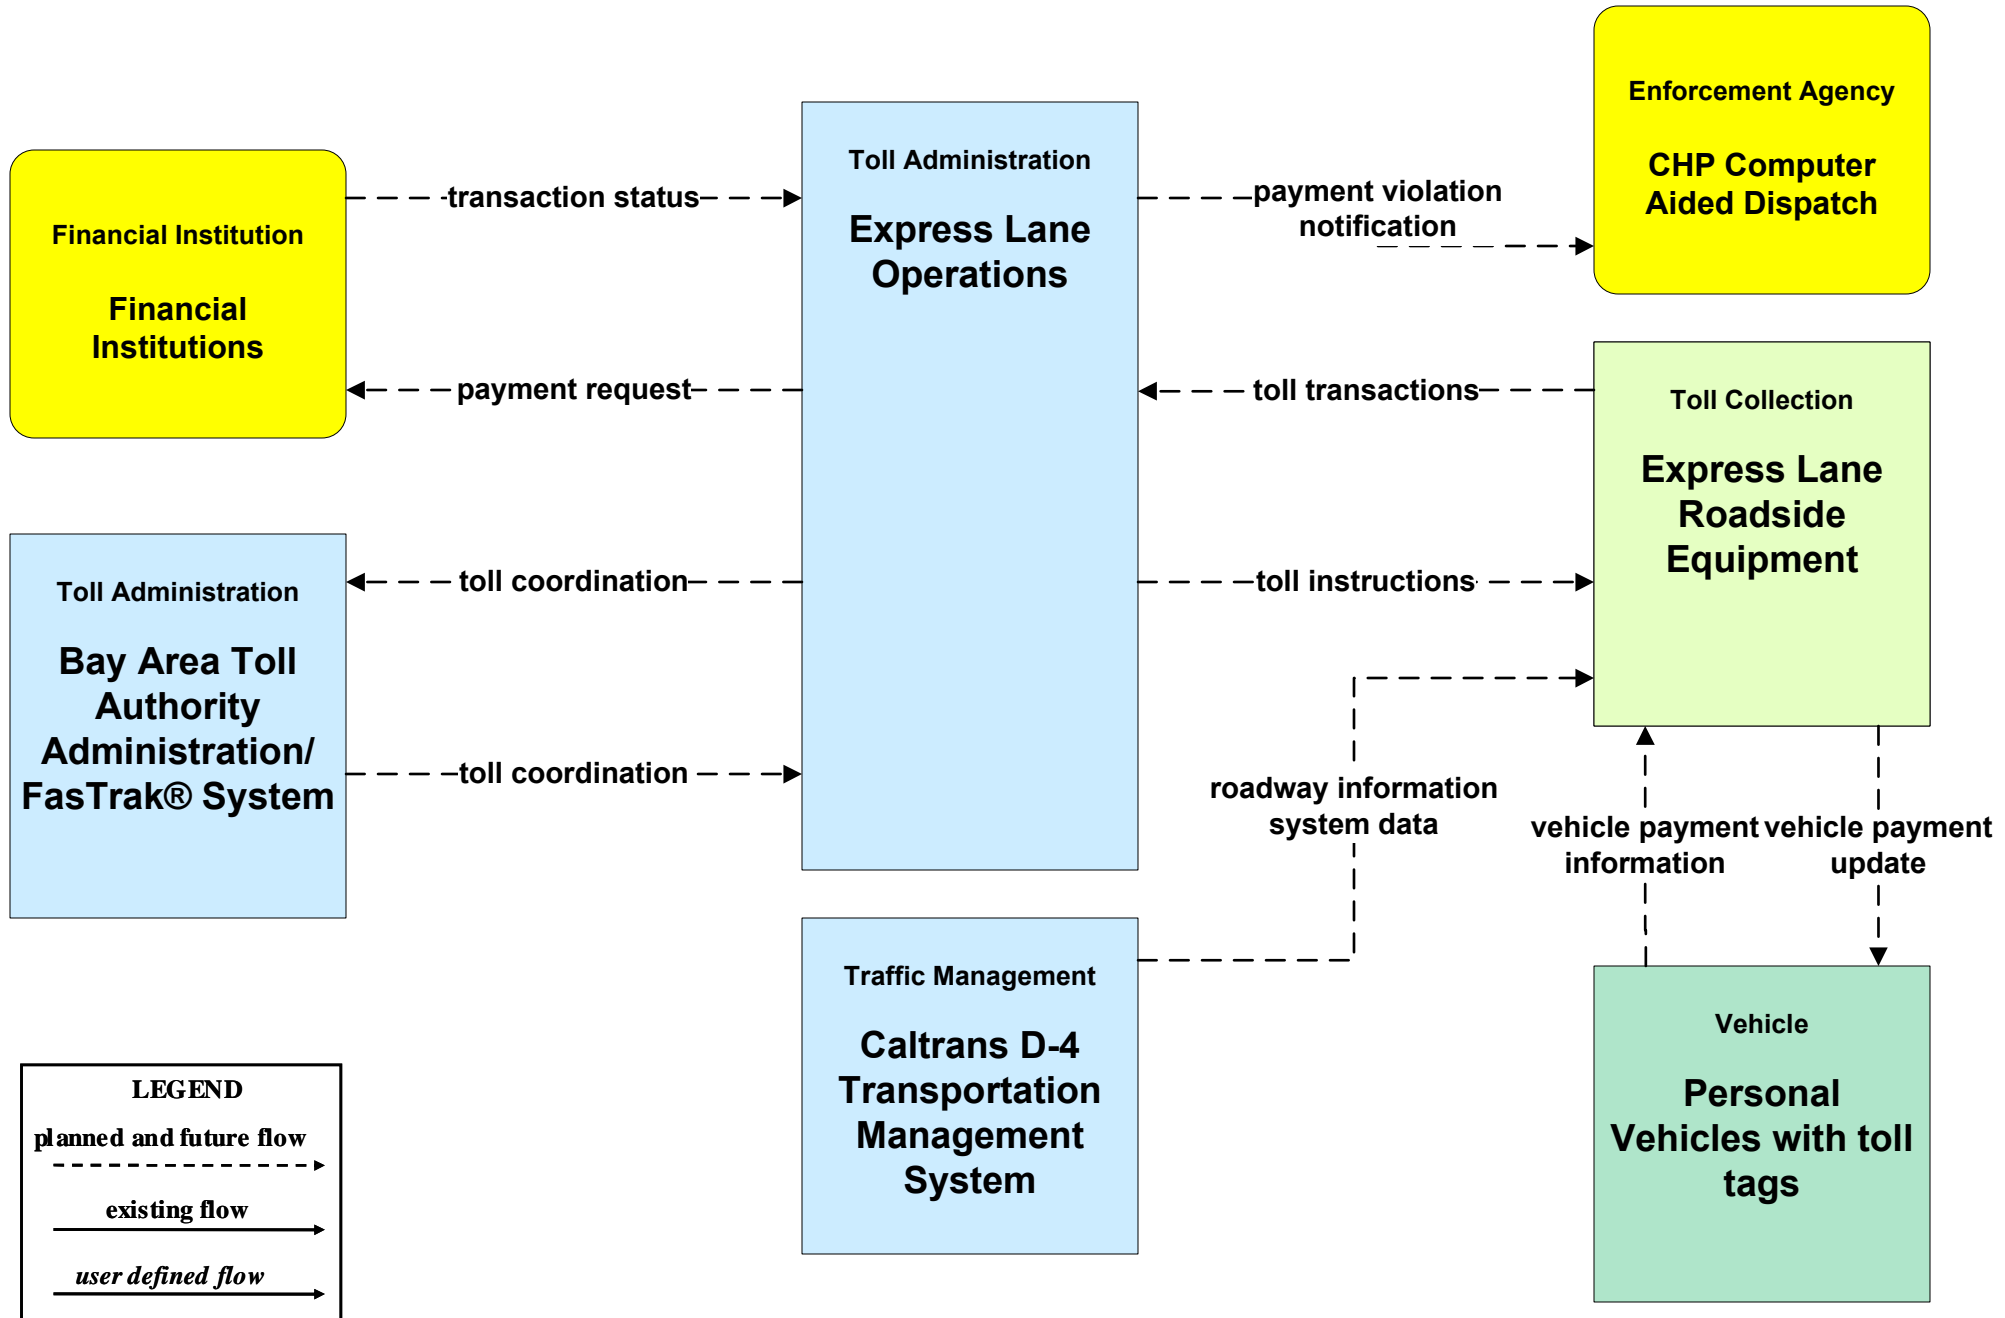 Enforcement Agency
CHP Computer
Aided Dispatch
Financial Institution
Financial
Institutions
transaction status
payment request
Toll Administration
Express Lane
Operations
payment violation
notification
toll transactions
Toll Collection
Express Lane
Roadside
Equipment
toll coordination
toll instructions
Toll Administration
Bay Area Toll
Authority
Administration/
FasTrak® System
toll coordination
roadway information
system data
vehicle payment
information
vehicle payment
update
Traffic Management
Caltrans D-4
Transportation
Management
System
Vehicle
Personal
Vehicles with toll
tags
LEGEND
planned and future flow
existing flow
user defined flow